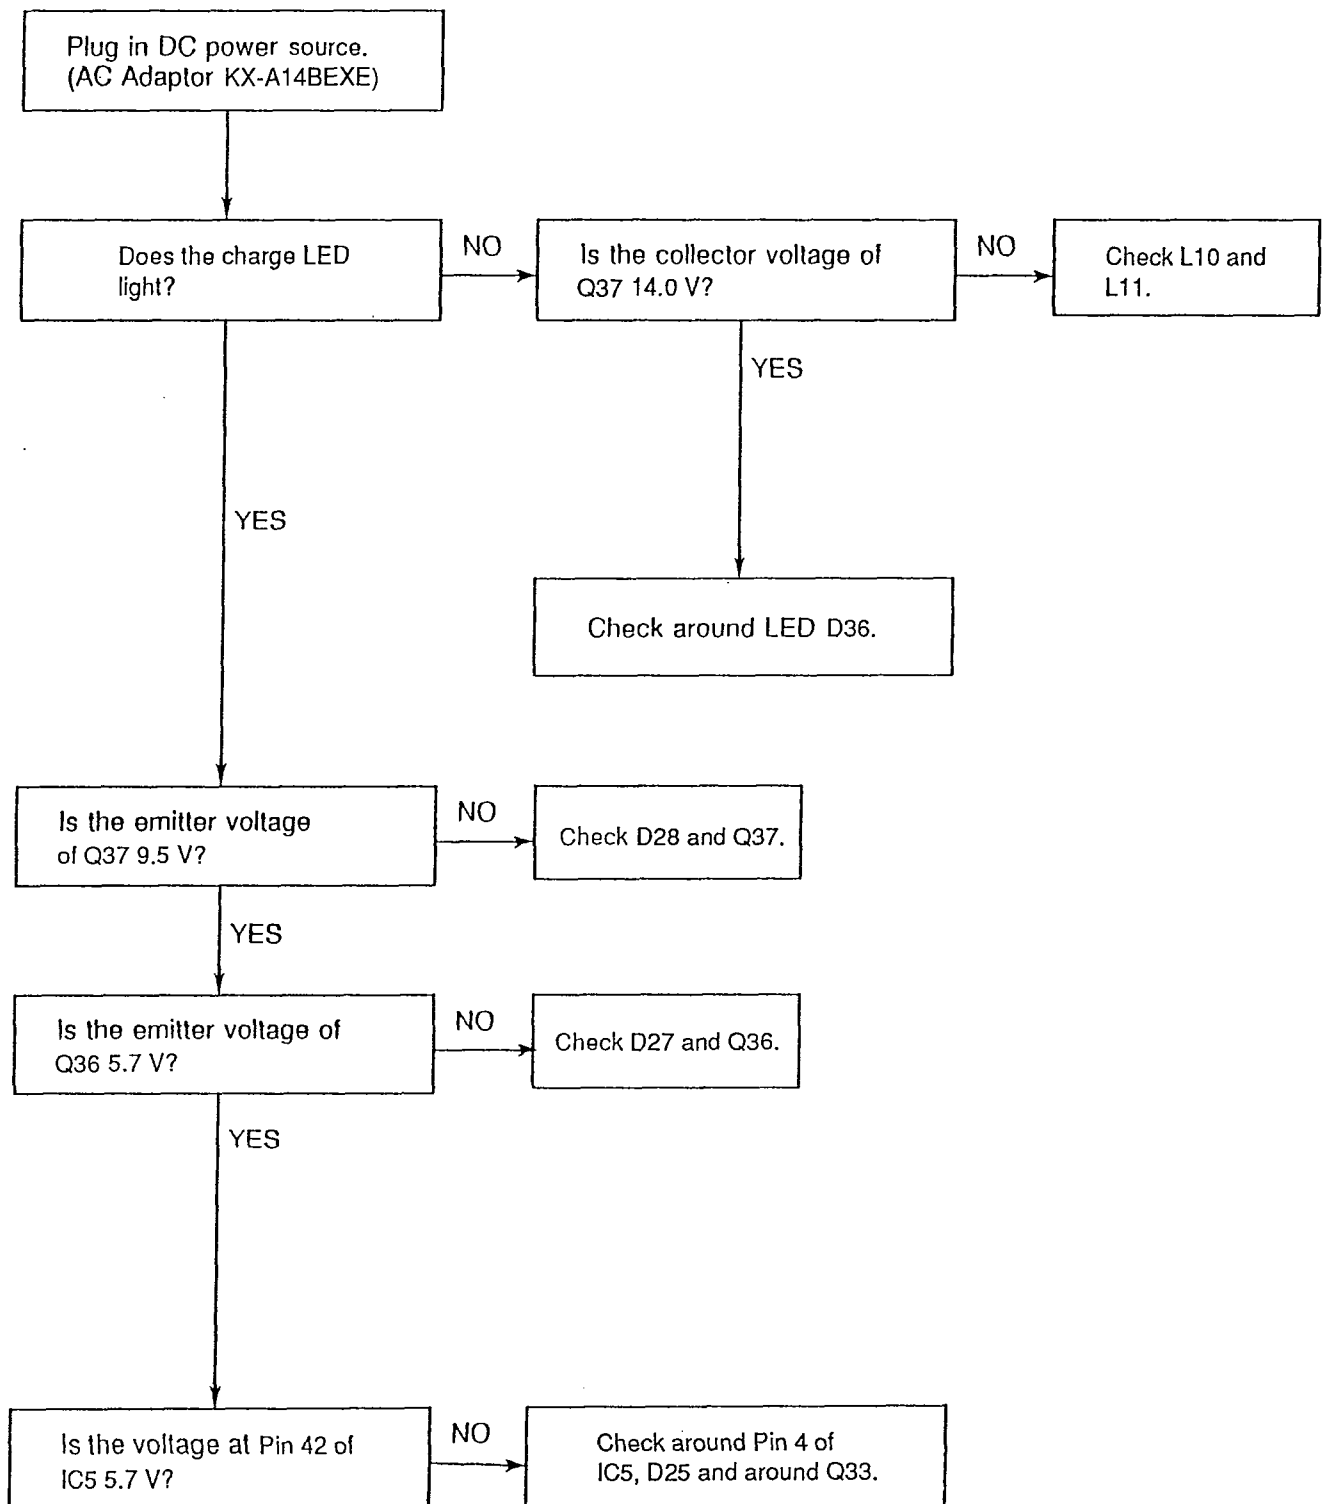 Plug in DC power source.
(AC Adaptor KX-A14BEXE)
Does the charge LED
light?
NO
Is the collector voltage of
Q37 14.0 V?
NO
Check L10 and
L11.
YES
YES
Check around LED D36.
Is the emitter voltage
of Q37 9.5 V?
NO
Check D28 and Q37.
YES
Is the emitter voltage of
Q36 5.7 V?
NO
Check D27 and Q36.
YES
Is the voltage at Pin 42 of
IC5 5.7 V?
NO
Check around Pin 4 of
IC5, D25 and around Q33.